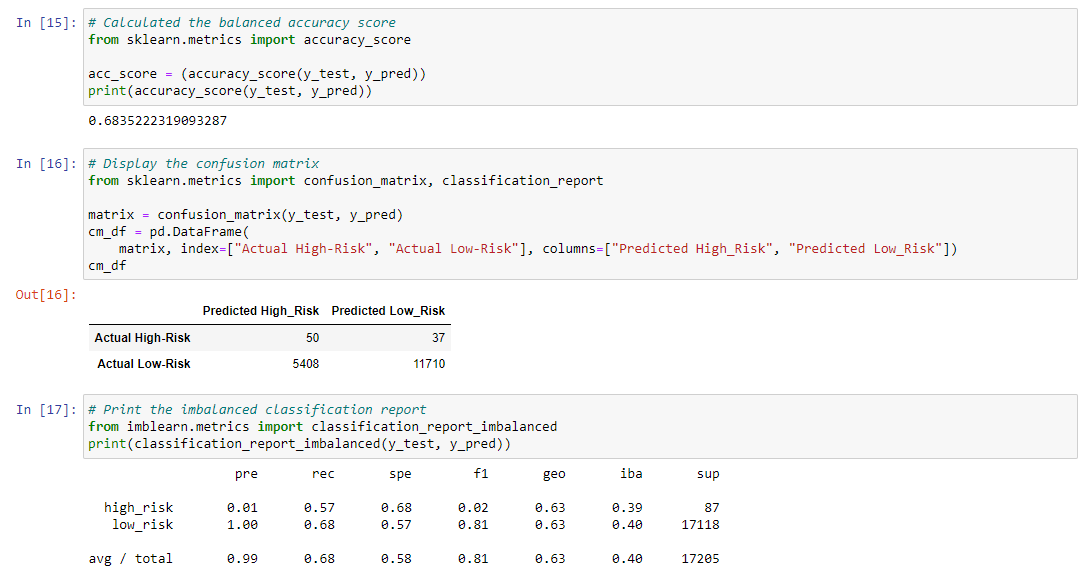 In [15]: # Calculated the balanced accuracy score
from sklearn.metrics import accuracy_score
acc_score = (accuracy_score(y_test, y_pred))
print(accuracy_score(y_test, y_pred))
0.6835222319093287
In [16]: # Display the confusion matrix
from sklearn.metrics import confusion_matrix, classification_report
matrix = confusion_matrix(y_test, y_pred)
cm_df = pd.DataFrame(
    matrix, index=["Actual High-Risk", "Actual Low-Risk"], columns=["Predicted High_Risk", "Predicted Low_Risk"])
cm_df
Out[16]:
Predicted High_Risk Predicted Low_Risk
Actual High-Risk 50 37
Actual Low-Risk 5408 11710
In [17]: # Print the imbalanced classification report
from imblearn.metrics import classification_report_imbalanced
print(classification_report_imbalanced(y_test, y_pred))
pre rec spe f1 geo iba sup
high_risk 0.01 0.57 0.68 0.02 0.63 0.39 87
low_risk 1.00 0.68 0.57 0.81 0.63 0.40 17118
avg / total 0.99 0.68 0.58 0.81 0.63 0.40 17205